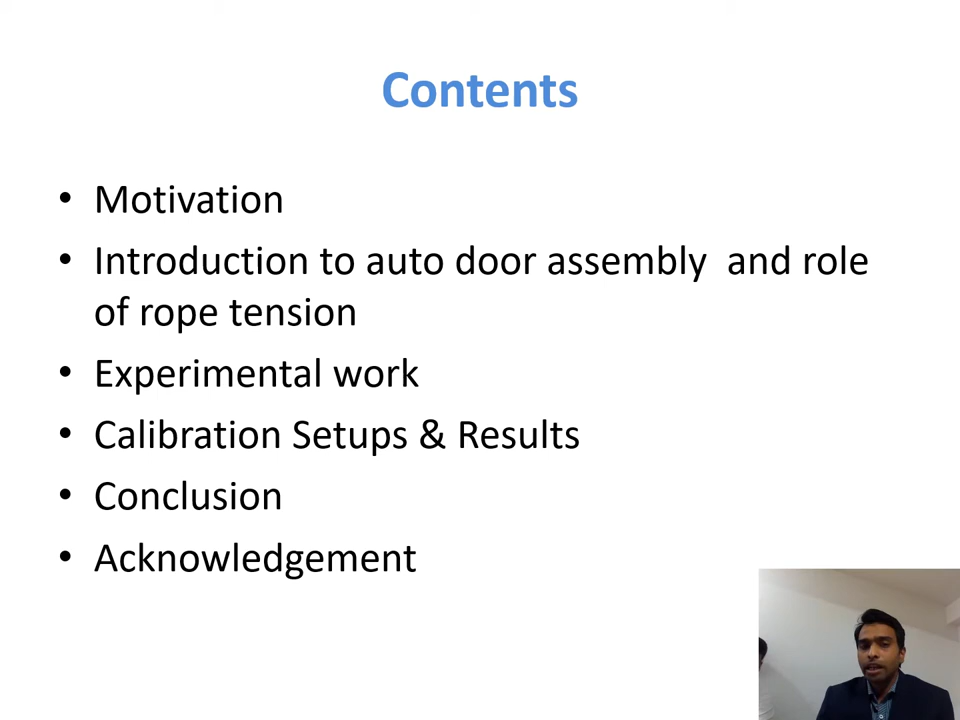 Contents
• Motivation
• Introduction to auto door assembly  and role
of rope tension
• Experimental work
• Calibration Setups & Results
• Conclusion
• Acknowledgement